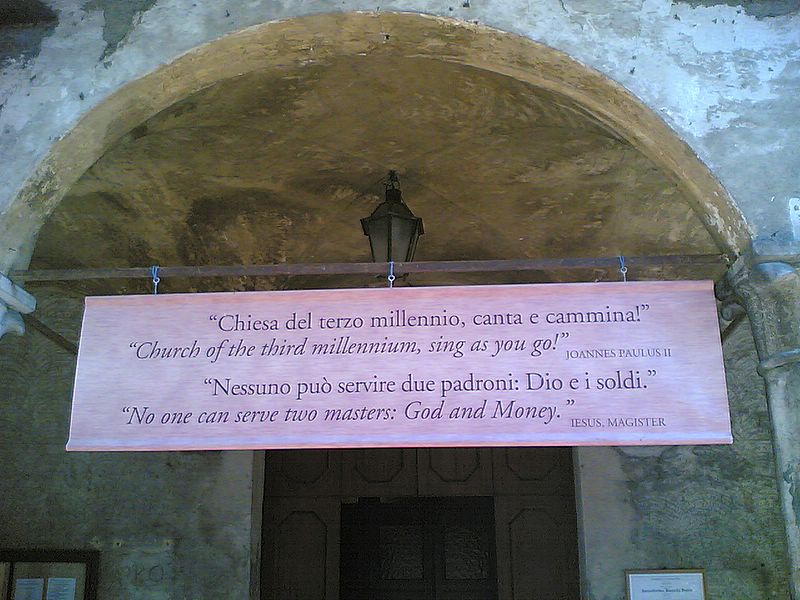 “Chiesa del terzo millennio, canta e cammina!”
“Church of the third millennium, sing as you go!”
JOANNES PAULUS II
“Nessuno può servire due padroni: Dio e i soldi.”
“No one can serve two masters: God and Money.”
IESUS, MAGISTER